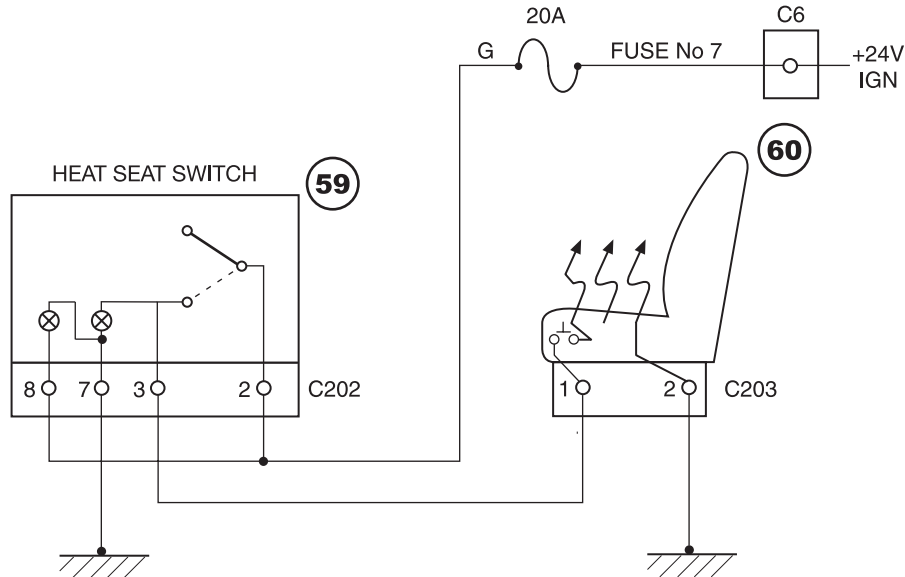 20A
C6
G
FUSE No 7
+24V
IGN
60
HEAT SEAT SWITCH
59
8
7
3
2
C202
1
2
C203